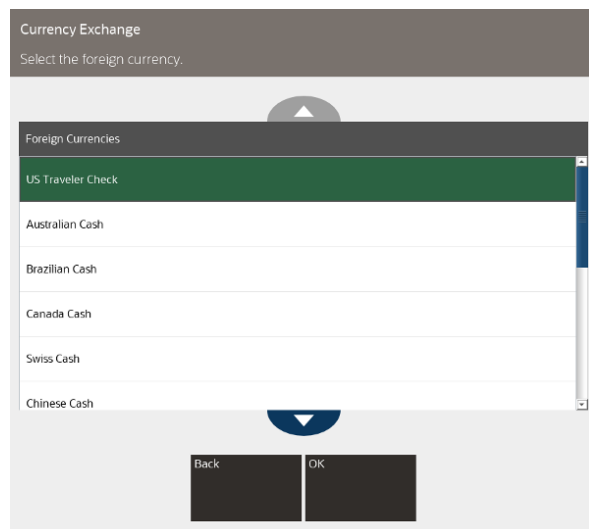 Currency Exchange
Select the foreign currency.
Foreign Currencies
US Traveler Check
Australian Cash
Brazilian Cash
Canada Cash
Swiss Cash
Chinese Cash
Back
OK